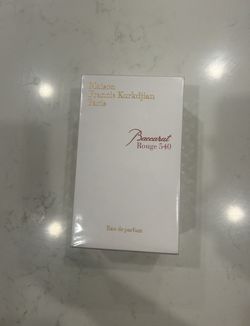 Maison
Francis Kurkdjian
Paris
Baccarat
Rouge 540
Eau de parfum